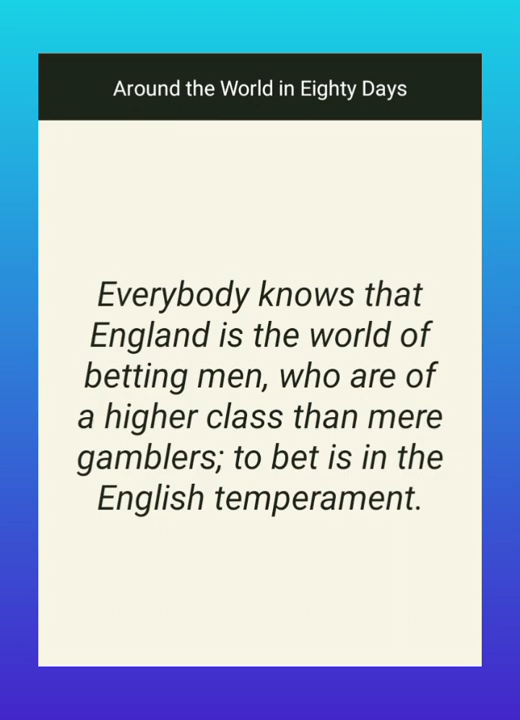 Around the World in Eighty Days
Everybody knows that
England is the world of
betting men, who are of
a higher class than mere
gamblers; to bet is in the
English temperament.